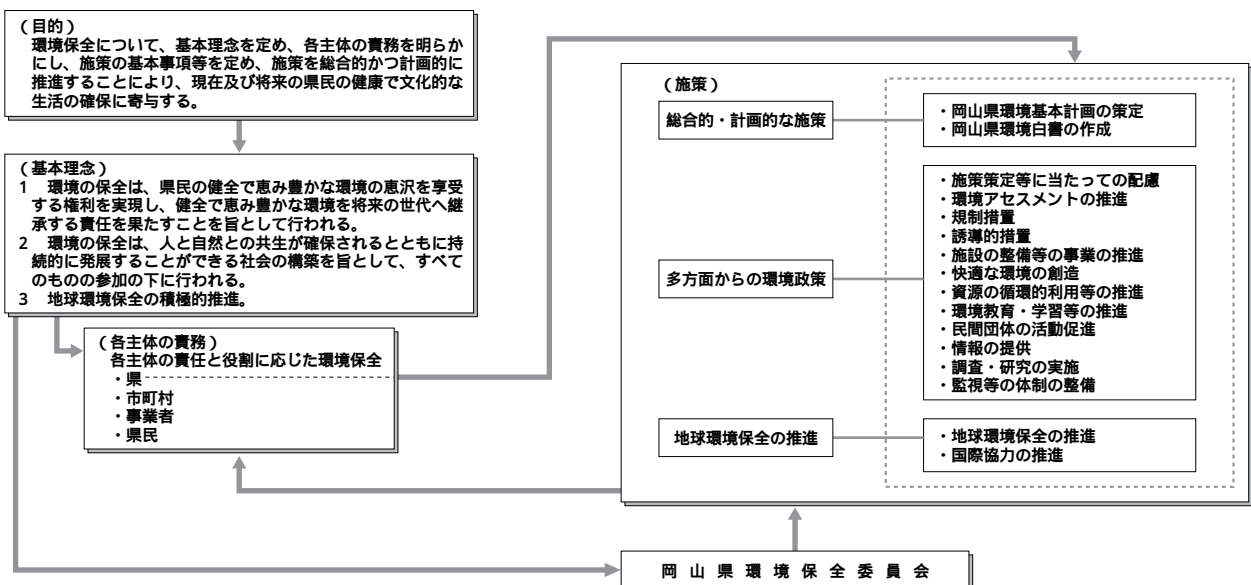 （目的）
環境保全について、基本理念を定め、各主体の責務を明らか
にし、施策の基本事項等を定め、施策を総合的かつ計画的に
推進することにより、現在及び将来の県民の健康で文化的な
生活の確保に寄与する。
（基本理念）
1　環境の保全は、県民の健全で恵み豊かな環境の恵沢を享受
する権利を実現し、健全で恵み豊かな環境を将来の世代へ継
承する責任を果たすことを旨として行われる。
2　環境の保全は、人と自然との共生が確保されるとともに持
続的に発展することができる社会の構築を旨として、すべて
のものの参加の下に行われる。
3　地球環境保全の積極的推進。
（各主体の責務）
各主体の責任と役割に応じた環境保全
・県
・市町村
・事業者
・県民
（施策）
総合的・計画的な施策
・岡山県環境基本計画の策定
・岡山県環境白書の作成
多方面からの環境政策
・施策策定等に当たっての配慮
・環境アセスメントの推進
・規制措置
・誘導的措置
・施設の整備等の事業の推進
・快適な環境の創造
・資源の循環的利用等の推進
・環境教育・学習等の推進
・民間団体の活動促進
・情報の提供
・調査・研究の実施
・監視等の体制の整備
地球環境保全の推進
・地球環境保全の推進
・国際協力の推進
岡山県環境保全委員会